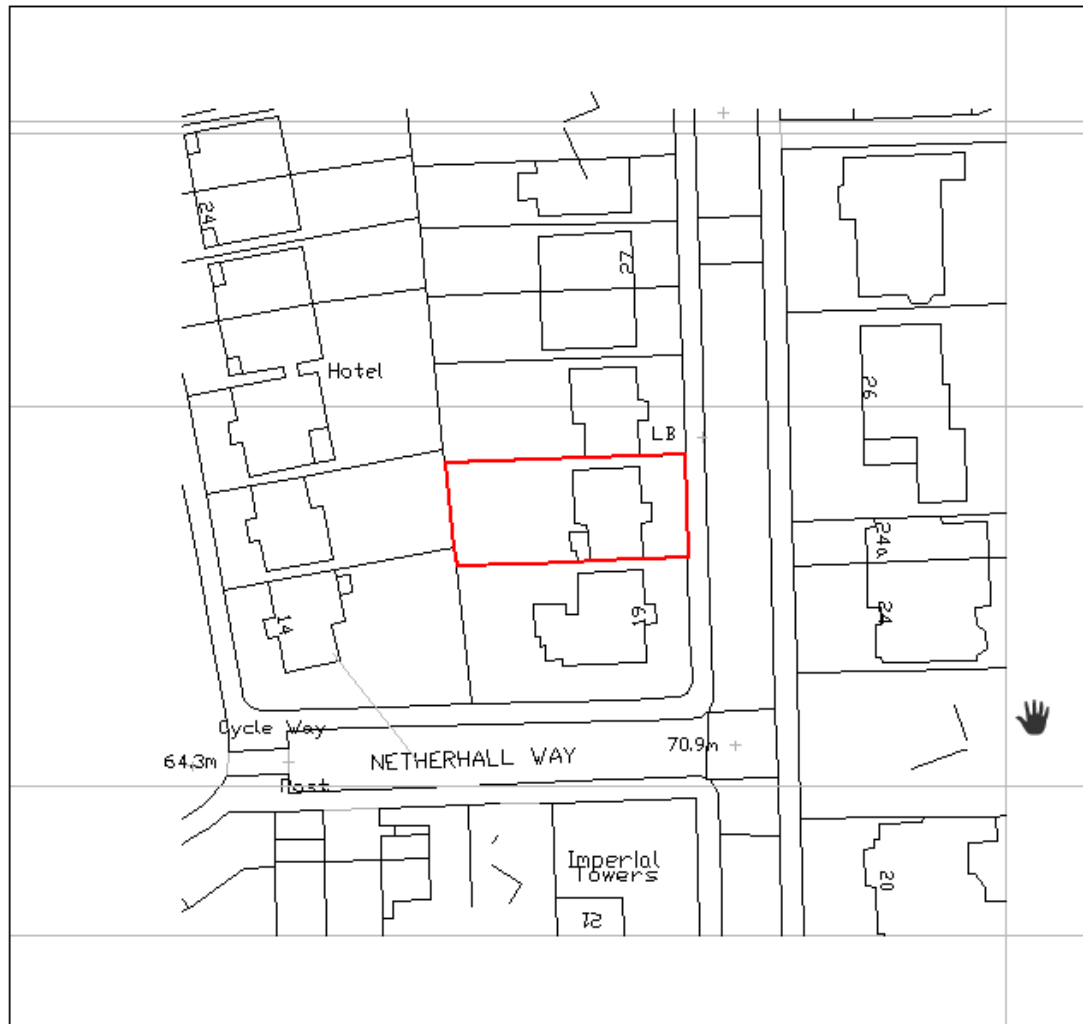 24
27
Hotel
26
LB
24a
24
19
14
Cycle Way
NETHERHALL WAY
70.9m
64.3m
Post
Imperial
Towers
20